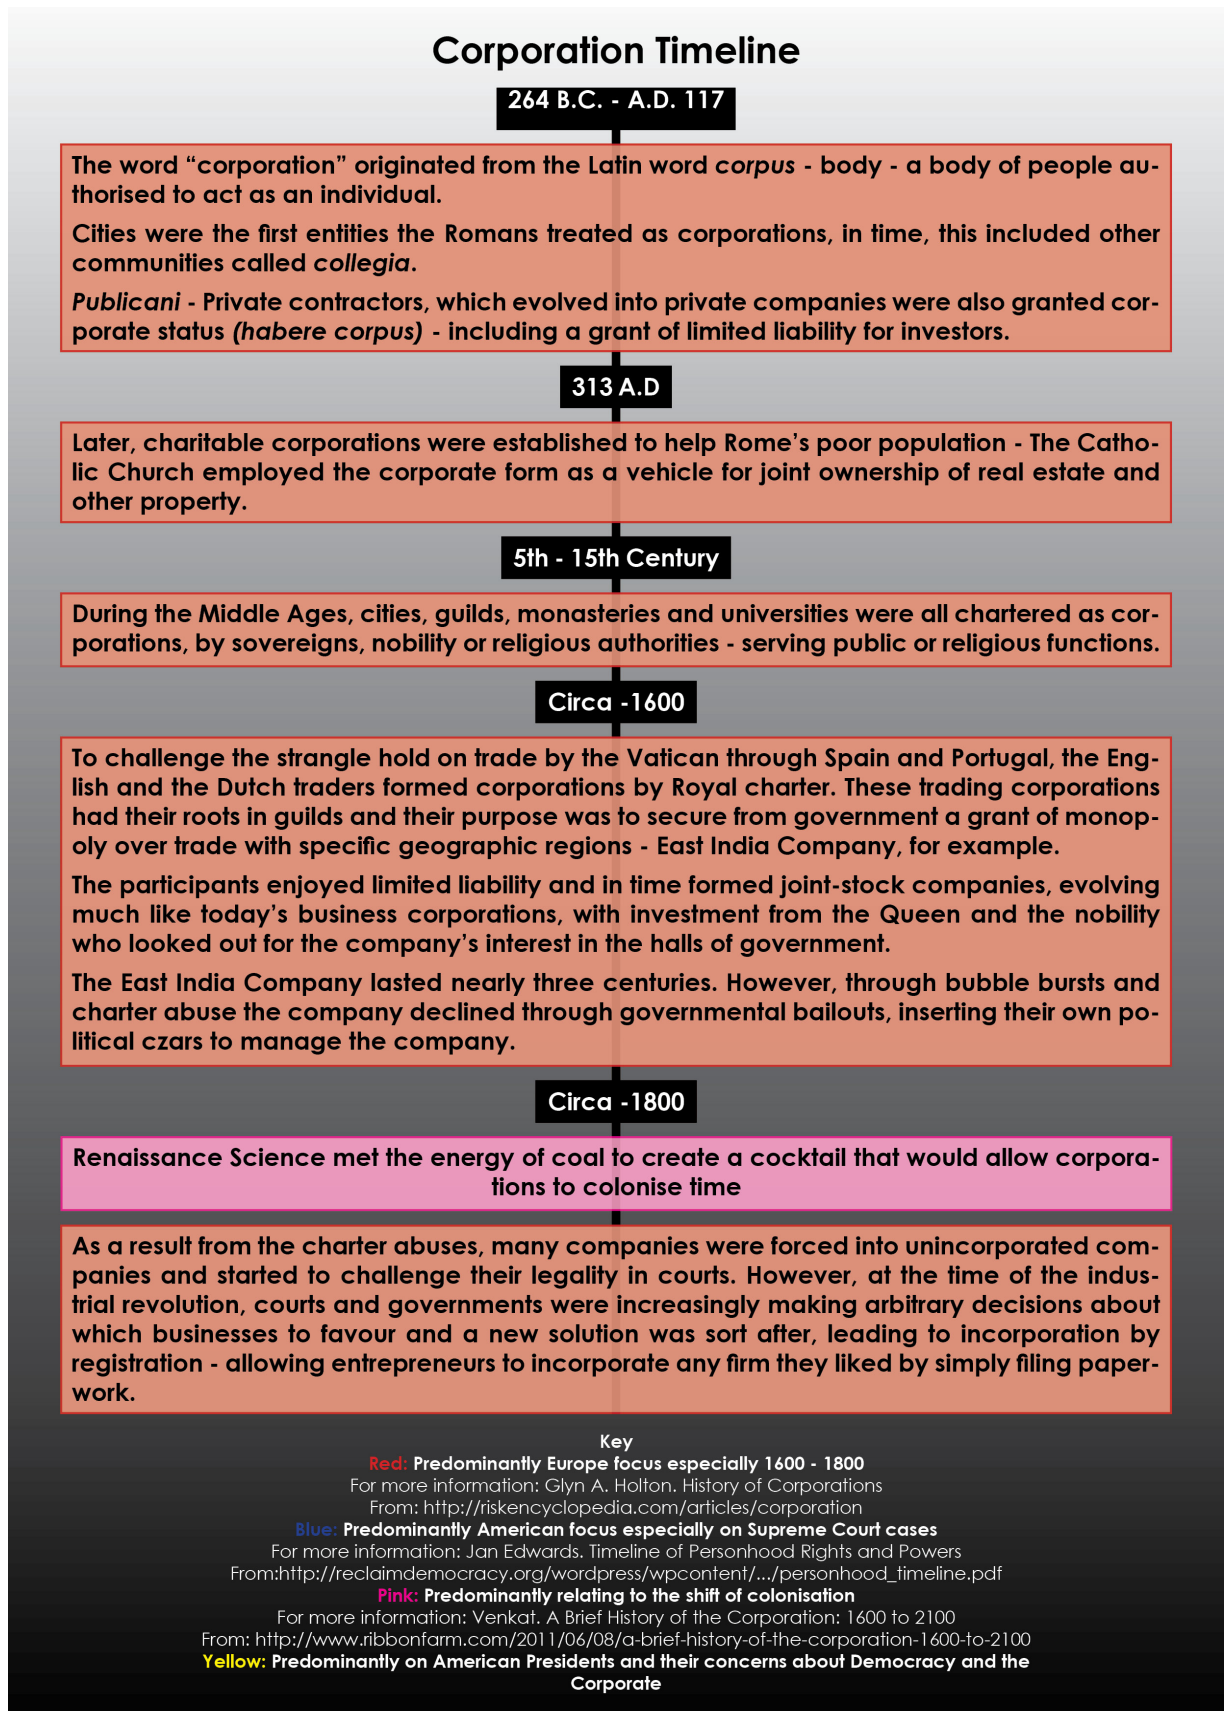 Corporation Timeline
264 B.C. - A.D. 117
The word “corporation” originated from the Latin word corpus - body - a body of people au-
thorised to act as an individual.
Cities were the first entities the Romans treated as corporations, in time, this included other
communities called collegia.
Publicani - Private contractors, which evolved into private companies were also granted cor-
porate status (habere corpus) - including a grant of limited liability for investors.
313 A.D
Later, charitable corporations were established to help Rome’s poor population - The Catho-
lic Church employed the corporate form as a vehicle for joint ownership of real estate and
other property.
5th - 15th Century
During the Middle Ages, cities, guilds, monasteries and universities were all chartered as cor-
porations, by sovereigns, nobility or religious authorities - serving public or religious functions.
Circa -1600
To challenge the strangle hold on trade by the Vatican through Spain and Portugal, the Eng-
lish and the Dutch traders formed corporations by Royal charter. These trading corporations
had their roots in guilds and their purpose was to secure from government a grant of monop-
oly over trade with specific geographic regions - East India Company, for example.
The participants enjoyed limited liability and in time formed joint-stock companies, evolving
much like today’s business corporations, with investment from the Queen and the nobility
who looked out for the company’s interest in the halls of government.
The East India Company lasted nearly three centuries. However, through bubble bursts and
charter abuse the company declined through governmental bailouts, inserting their own po-
litical czars to manage the company.
Circa -1800
Renaissance Science met the energy of coal to create a cocktail that would allow corpora-
tions to colonise time
As a result from the charter abuses, many companies were forced into unincorporated com-
panies and started to challenge their legality in courts. However, at the time of the indus-
trial revolution, courts and governments were increasingly making arbitrary decisions about
which businesses to favour and a new solution was sort after, leading to incorporation by
registration - allowing entrepreneurs to incorporate any firm they liked by simply filing paper-
work.
Key
Red: Predominantly Europe focus especially 1600 - 1800
For more information: Glyn A. Holton. History of Corporations
From: http://riskencyclopedia.com/articles/corporation
Blue: Predominantly American focus especially on Supreme Court cases
For more information: Jan Edwards. Timeline of Personhood Rights and Powers
From:http://reclaimdemocracy.org/wordpress/wpcontent/.../personhood_timeline.pdf
Pink: Predominantly relating to the shift of colonisation
For more information: Venkat. A Brief History of the Corporation: 1600 to 2100
From: http://www.ribbonfarm.com/2011/06/08/a-brief-history-of-the-corporation-1600-to-2100
Yellow: Predominantly on American Presidents and their concerns about Democracy and the
Corporate